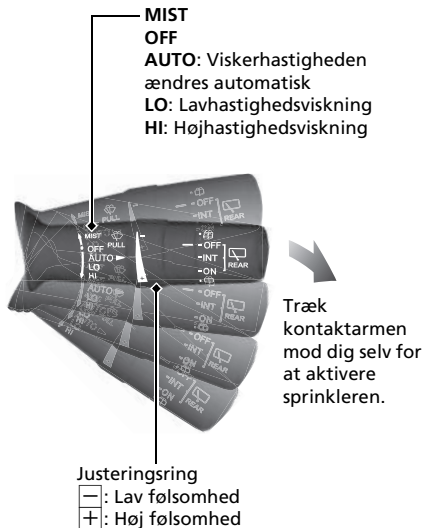 MIST
OFF
AUTO: Viskerhastigheden
ændres automatisk
LO: Lavhastighedsviskning
HI: Højhastighedsviskning
MIST
PULL
OFF
AUTO
LO
HI
−
+
OFF
INT
ON
REAR
Træk
kontaktarmen
mod dig selv for
at aktivere
sprinkleren.
Justeringsring
−: Lav følsomhed
+: Høj følsomhed